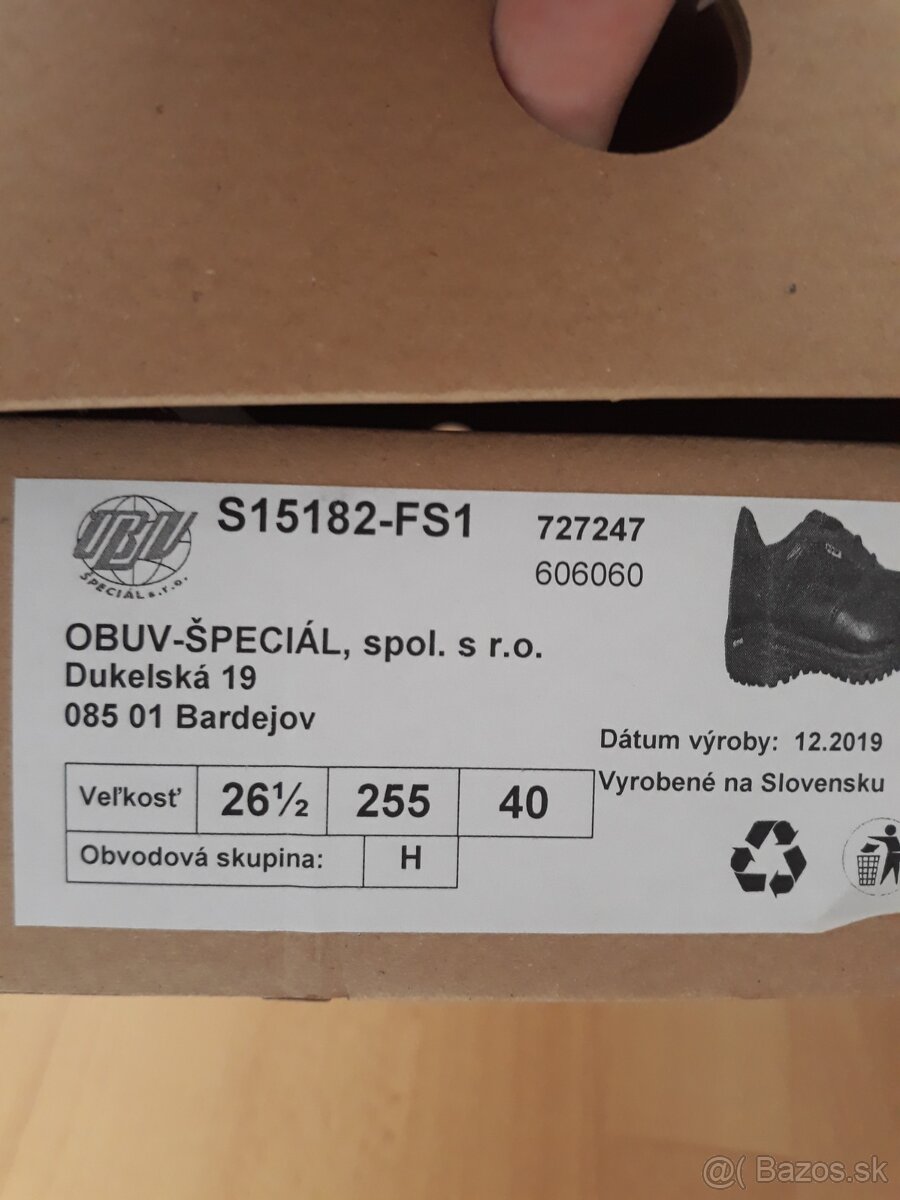 OBUV
ŠPECIÁL s.r.o.
S15182-FS1
727247
606060
OBUV-ŠPECIÁL, spol. s r.o.
Dukelská 19
085 01 Bardejov
Dátum výroby: 12.2019
Vyrobené na Slovensku
Veľkosť 26½ 255 40
Obvodová skupina: H
@( Bazos.sk